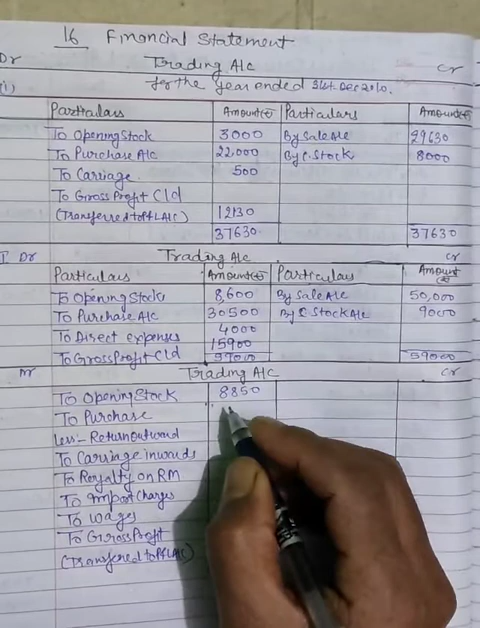 16 Financial Statement
Dr Trading A/c Cr
for the year ended 31st Dec 2010.
(i)
Particulars Amount(₹) Particulars Amount(₹)
To Opening Stock 3000 By Sale A/c 29630
To Purchase A/c 22,000 By C. Stock 8000
To Carriage 500
To Gross Profit C/d
(Transferred to P/L A/c) 12130
37630 37630
I Dr Trading A/c Cr
Particulars Amount(₹) Particulars Amount (₹)
To Opening Stock 8,600 By Sale A/c 50,000
To Purchase A/c 30500 By C Stock A/c 9000
To Direct expenses 4000
To Gross Profit C/d 15900
59000 59000
Trading A/c Cr
To Opening Stock 8850
To Purchase
Less:- Return outward
To Carriage inwards
To Royalty on RM
To Import Charges
To Wages
To Gross Profit
(Transferred to P/L A/c)